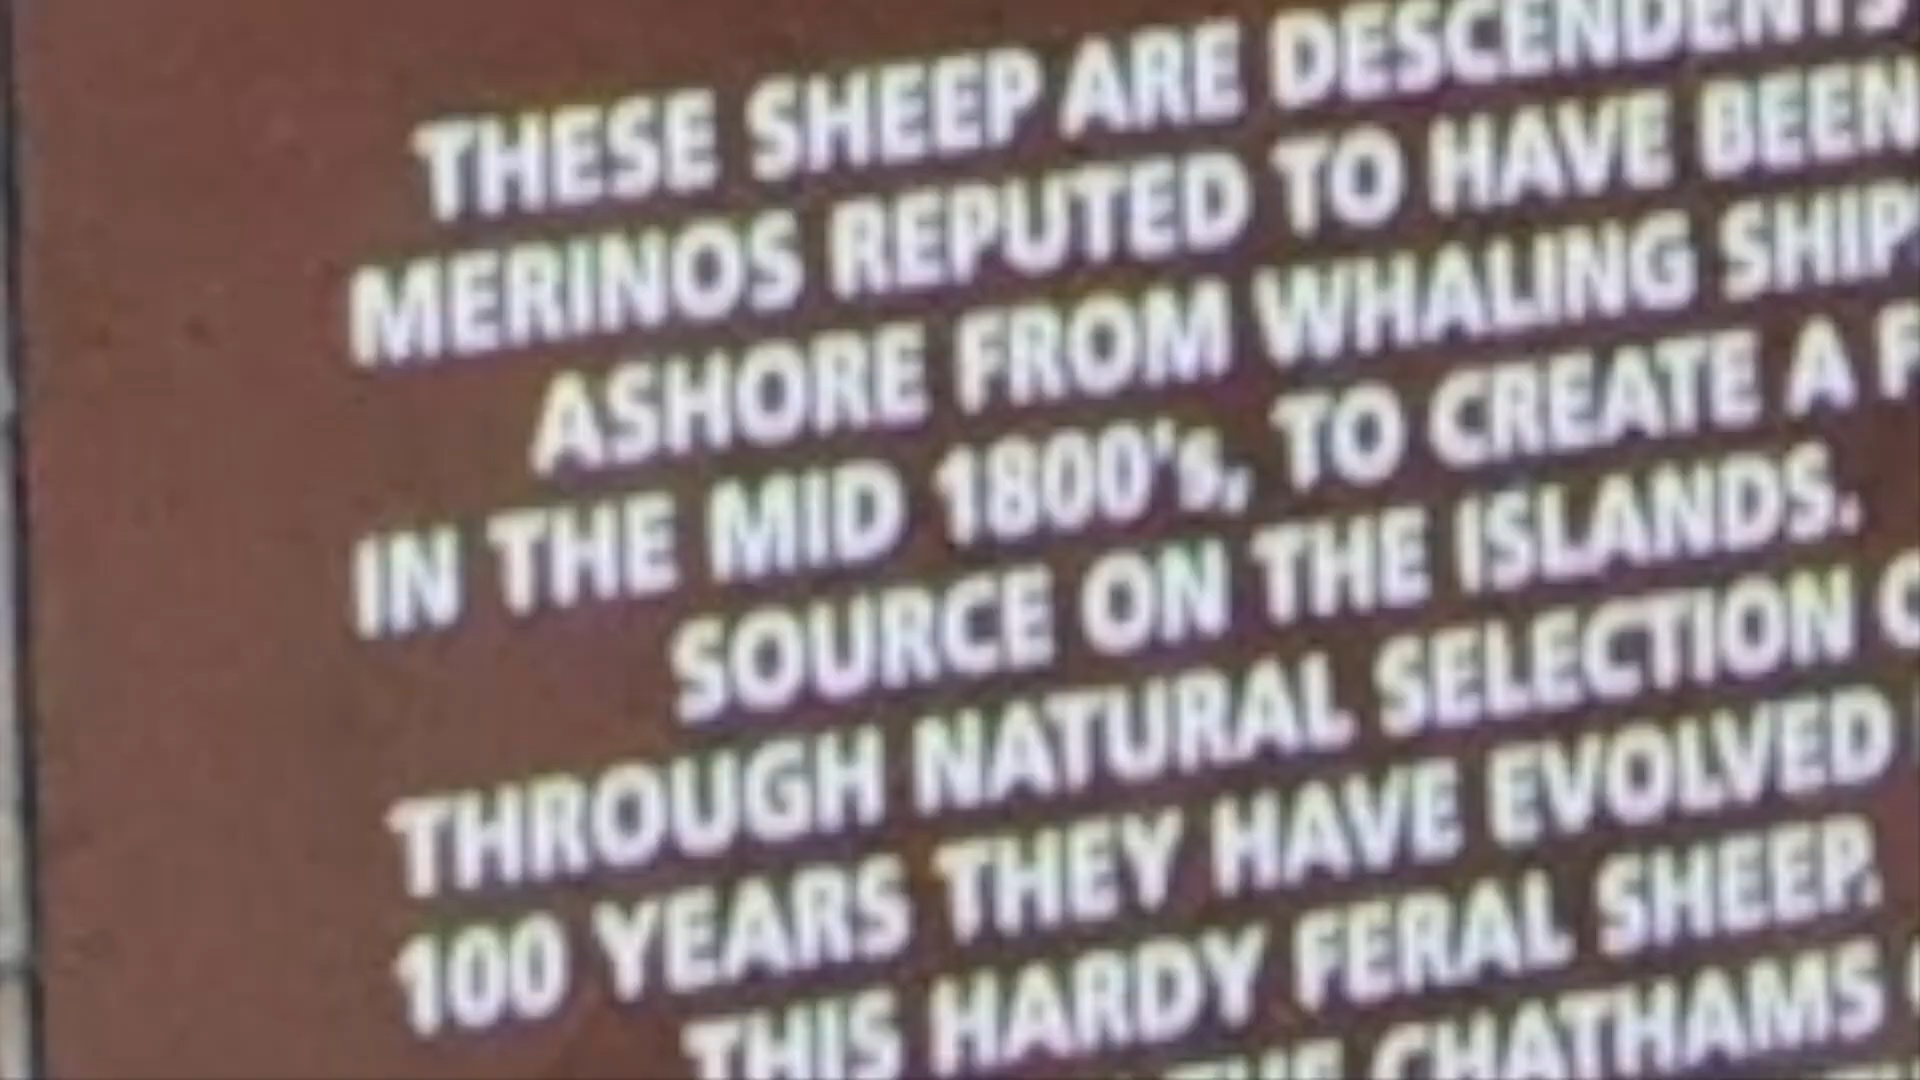 THESE SHEEP ARE DESCENDENTS
MERINOS REPUTED TO HAVE BEEN
ASHORE FROM WHALING SHIP
IN THE MID 1800's, TO CREATE A F
SOURCE ON THE ISLANDS.
THROUGH NATURAL SELECTION
100 YEARS THEY HAVE EVOLVED
THIS HARDY FERAL SHEEP.
THE CHATHAMS